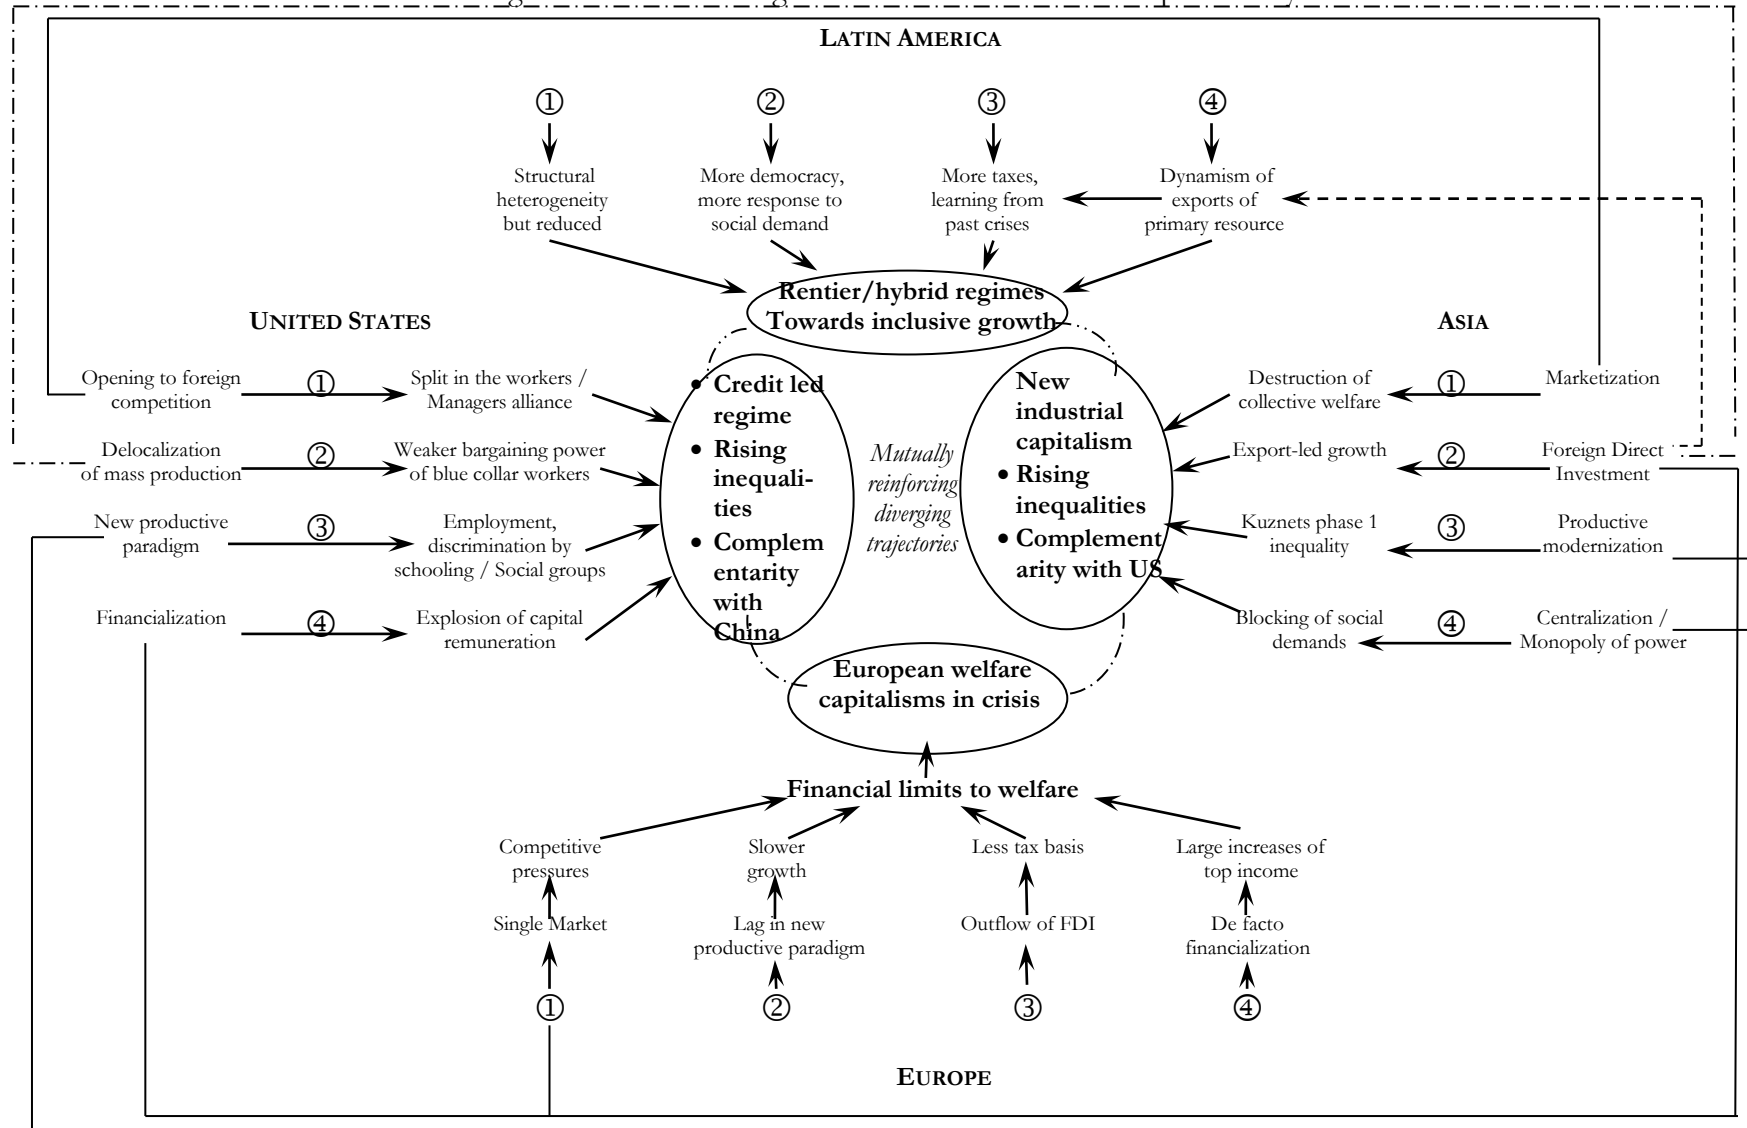 LATIN AMERICA
① ② ③ ④
Structural
heterogeneity
but reduced
More democracy,
more response to
social demand
More taxes,
learning from
past crises
Dynamism of
exports of
primary resource
Rentier/hybrid regimes
Towards inclusive growth
UNITED STATES
Opening to foreign
competition
①
Split in the workers /
Managers alliance
Delocalization
of mass production
②
Weaker bargaining power
of blue collar workers
New productive
paradigm
③
Employment,
discrimination by
schooling / Social groups
Financialization
④
Explosion of capital
remuneration
• Credit led
regime
• Rising
inequali-
ties
• Complem
entarity
with
China
Mutually
reinforcing
diverging
trajectories
New
industrial
capitalism
• Rising
inequalities
• Complement
arity with US
ASIA
Destruction of
collective welfare
①
Marketization
Export-led growth
②
Foreign Direct
Investment
Kuznets phase 1
inequality
③
Productive
modernization
Blocking of social
demands
④
Centralization /
Monopoly of power
European welfare
capitalisms in crisis
Financial limits to welfare
Competitive
pressures
Slower
growth
Less tax basis
Large increases of
top income
Single Market
Lag in new
productive paradigm
Outflow of FDI
De facto
financialization
① ② ③ ④
EUROPE